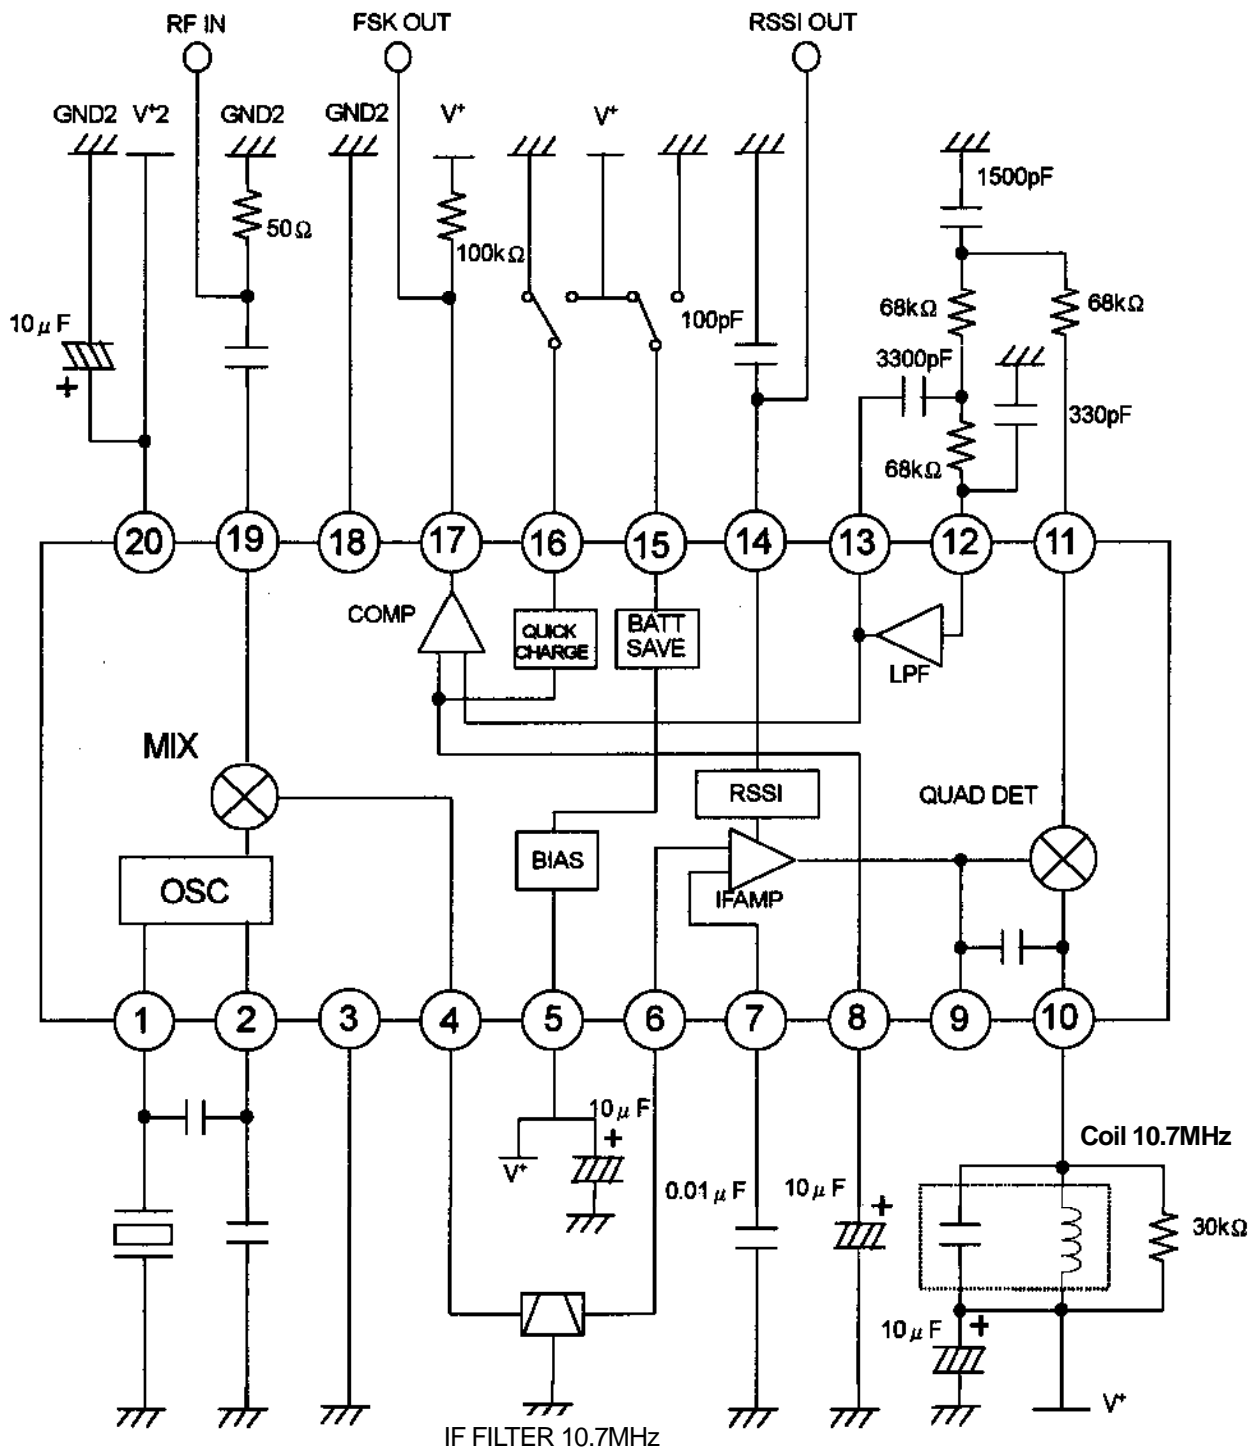 RF IN
FSK OUT
RSSI OUT
GND2
V+2
GND2
GND2
V+
V+
1500pF
50Ω
100kΩ
10μF
+
100pF
68kΩ
68kΩ
3300pF
330pF
68kΩ
20
19
18
17
16
15
14
13
12
11
COMP
QUICK
CHARGE
BATT
SAVE
LPF
MIX
RSSI
QUAD DET
OSC
BIAS
IFAMP
1
2
3
4
5
6
7
8
9
10
10μF
+
V+
Coil 10.7MHz
0.01μF
10μF
+
30kΩ
10μF
+
V+
IF FILTER 10.7MHz